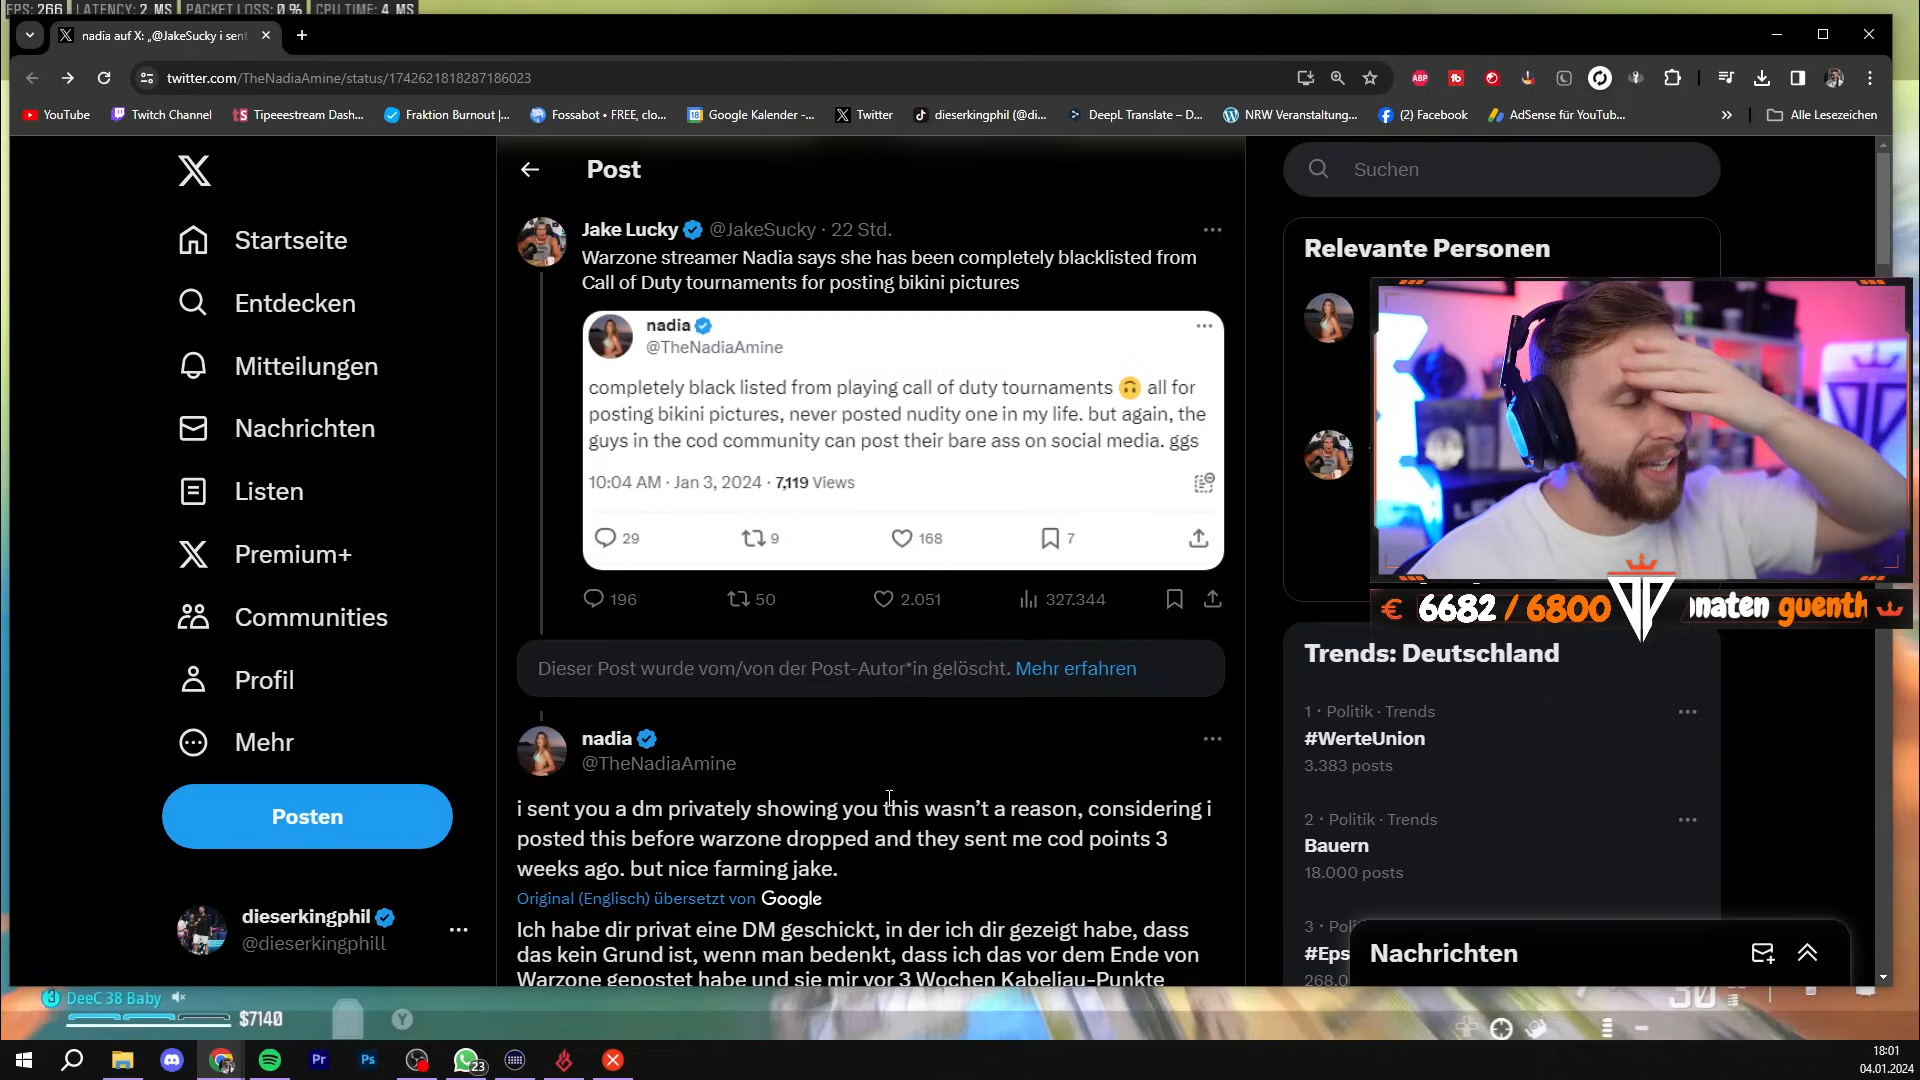 FPS: 266 | LATENCY: 2 MS | PACKET LOSS: 0 % | CPU TIME: 4 MS
nadia auf X: „@JakeSucky i sent
twitter.com/TheNadiaAmine/status/1742621818287186023
ABP
YouTube
Twitch Channel
Tipeeestream Dash...
Fraktion Burnout |...
Fossabot • FREE, clo...
Google Kalender -...
Twitter
dieserkingphil (@di...
DeepL Translate – D...
NRW Veranstaltung...
(2) Facebook
AdSense für YouTub...
Alle Lesezeichen
Startseite
Entdecken
Mitteilungen
Nachrichten
Listen
Premium+
Communities
Profil
Mehr
Posten
dieserkingphil
@dieserkingphill
Post
Jake Lucky @JakeSucky · 22 Std.
Warzone streamer Nadia says she has been completely blacklisted from
Call of Duty tournaments for posting bikini pictures
nadia
@TheNadiaAmine
completely black listed from playing call of duty tournaments 🙃 all for
posting bikini pictures, never posted nudity one in my life. but again, the
guys in the cod community can post their bare ass on social media. ggs
10:04 AM · Jan 3, 2024 · 7,119 Views
29 9 168 7
196 50 2.051 327.344
Dieser Post wurde vom/von der Post-Autor*in gelöscht. Mehr erfahren
nadia
@TheNadiaAmine
i sent you a dm privately showing you this wasn’t a reason, considering i
posted this before warzone dropped and they sent me cod points 3
weeks ago. but nice farming jake.
Original (Englisch) übersetzt von Google
Ich habe dir privat eine DM geschickt, in der ich dir gezeigt habe, dass
das kein Grund ist, wenn man bedenkt, dass ich das vor dem Ende von
Warzone gepostet habe und sie mir vor 3 Wochen Kabeljau-Punkte
Suchen
Relevante Personen
€ 6682 / 6800
naten guenth
Trends: Deutschland
1 · Politik · Trends
#WerteUnion
3.383 posts
2 · Politik · Trends
Bauern
18.000 posts
3 · Poli
#Eps
268.0
Nachrichten
3 DeeC 38 Baby
$7140
Y
30
Pr
Ps
23
18:01
04.01.2024